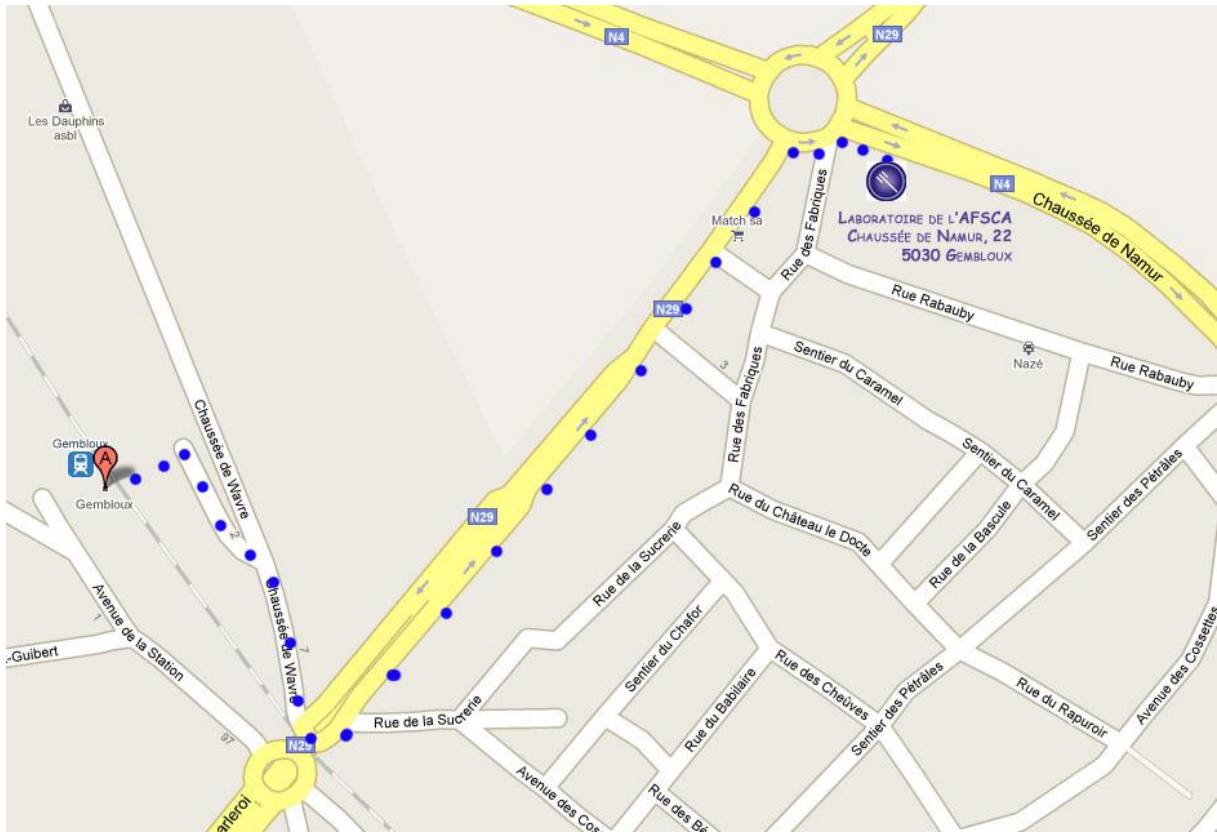 N4
N29
Les Dauphins
asbl
N4
Chaussée de Namur
LABORATOIRE DE L'AFSCA
CHAUSSÉE DE NAMUR, 22
5030 GEMBLOUX
Match sa
Rue des Fabriques
Rue Rabauby
N29
Nazé
Rue Rabauby
Sentier du Caramel
3
Rue des Fabriques
Chaussée de Wavre
Gembloux
A
Gembloux
Sentier du Caramel
Sentier des Pétrâles
Rue du Château le Docte
Rue de la Bascule
N29
2
Rue de la Sucrerie
Chaussée de Wavre
7
Avenue de la Station
1
-Guibert
Sentier du Chafor
Rue du Babilaire
Rue des Cheûves
Sentier des Pétrâles
Rue du Rapuroir
Avenue des Cossettes
Rue de la Sucrerie
97
N29
Avenue des Cos
Rue des Bé
arleroi